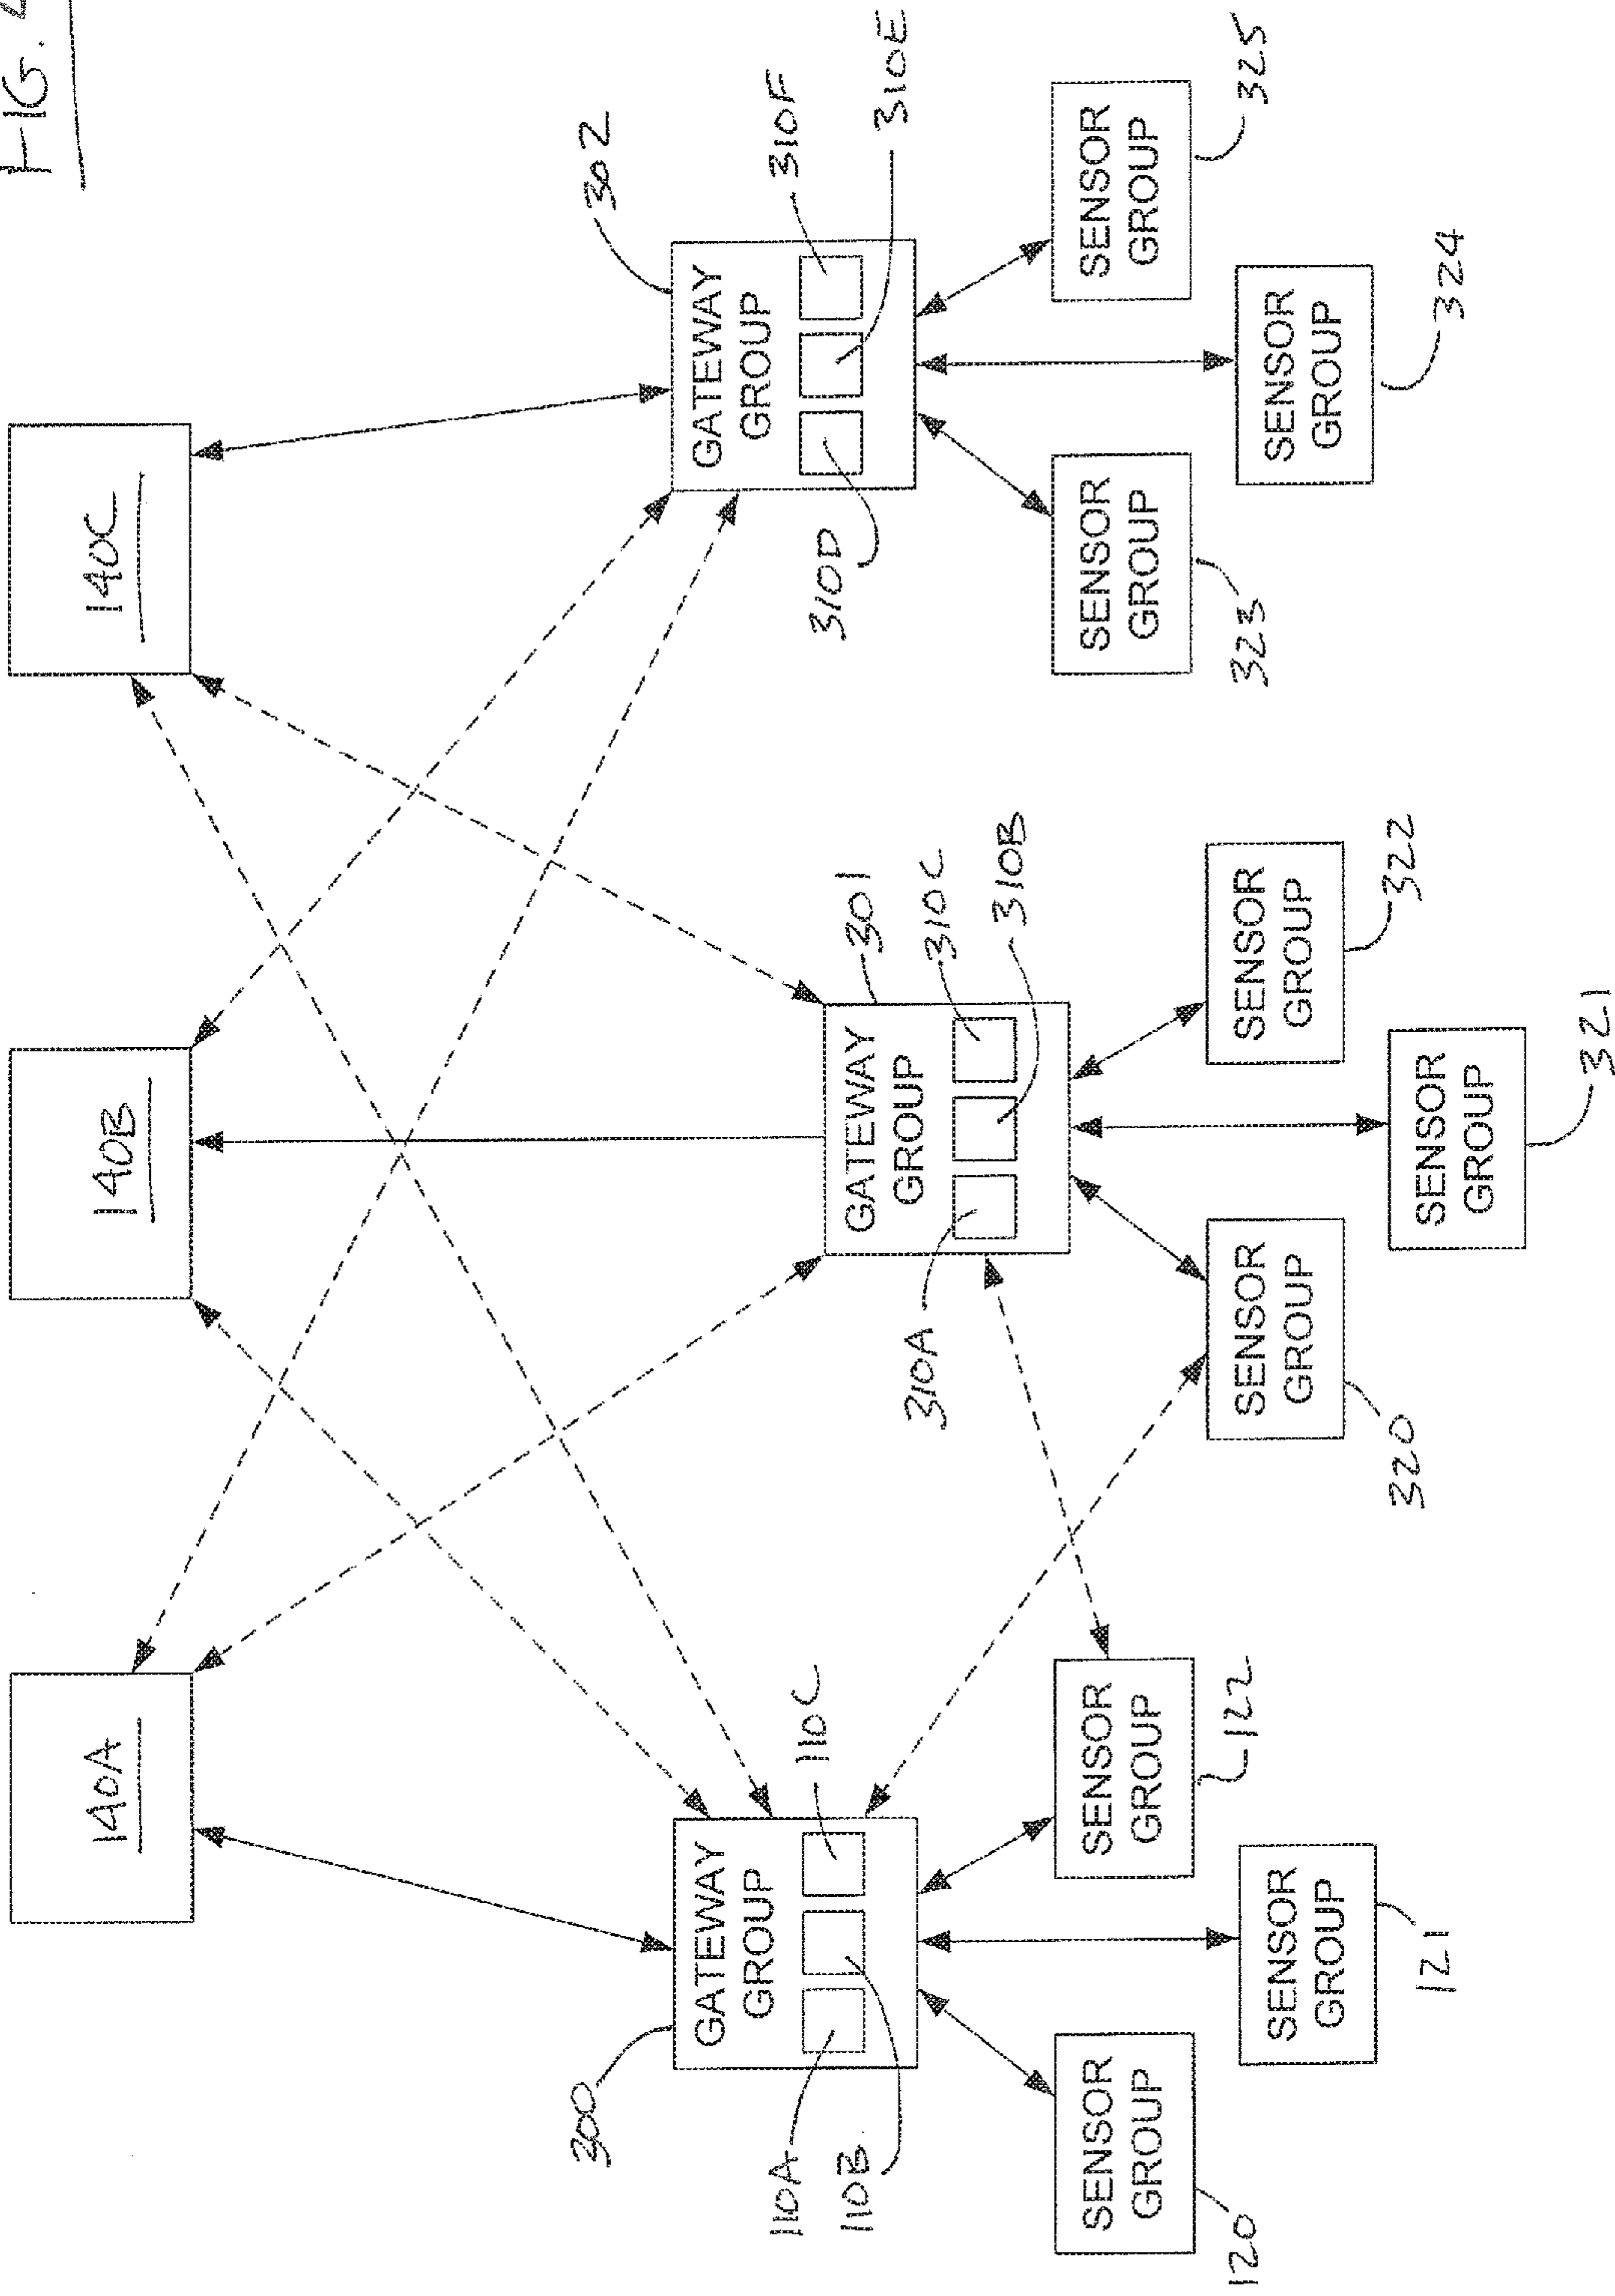 FIG.
140A
140B
140C
300
GATEWAY
GROUP
110A
110B
110C
SENSOR
GROUP
120
SENSOR
GROUP
121
SENSOR
GROUP
122
301
GATEWAY
GROUP
310A
310C
310B
SENSOR
GROUP
320
SENSOR
GROUP
321
SENSOR
GROUP
322
302
GATEWAY
GROUP
310D
310F
310E
SENSOR
GROUP
323
SENSOR
GROUP
324
SENSOR
GROUP
325